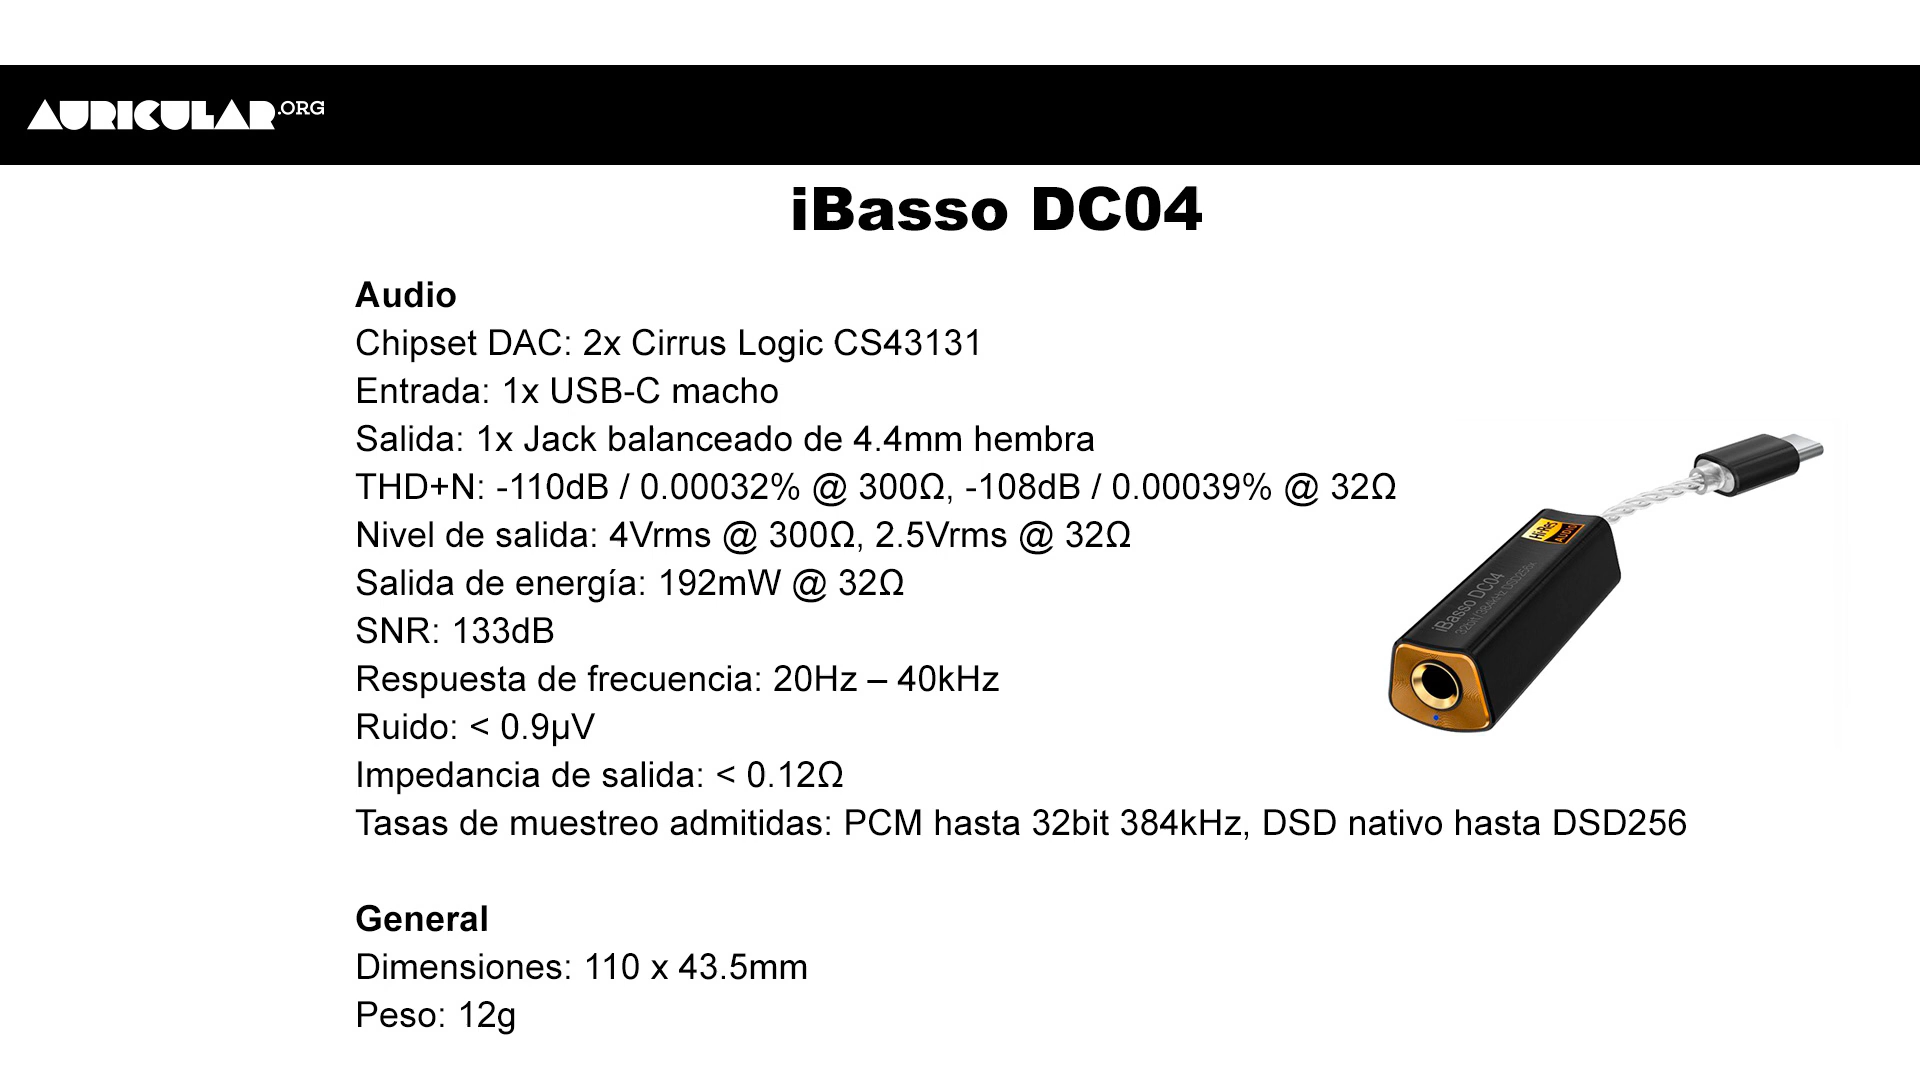 AURICULAR.ORG
iBasso DC04
Audio
Chipset DAC: 2x Cirrus Logic CS43131
Entrada: 1x USB-C macho
Salida: 1x Jack balanceado de 4.4mm hembra
THD+N: -110dB / 0.00032% @ 300Ω, -108dB / 0.00039% @ 32Ω
Nivel de salida: 4Vrms @ 300Ω, 2.5Vrms @ 32Ω
Salida de energía: 192mW @ 32Ω
SNR: 133dB
Respuesta de frecuencia: 20Hz – 40kHz
Ruido: < 0.9µV
Impedancia de salida: < 0.12Ω
Tasas de muestreo admitidas: PCM hasta 32bit 384kHz, DSD nativo hasta DSD256
General
Dimensiones: 110 x 43.5mm
Peso: 12g
Hi-Res
AUDIO
iBasso DC04